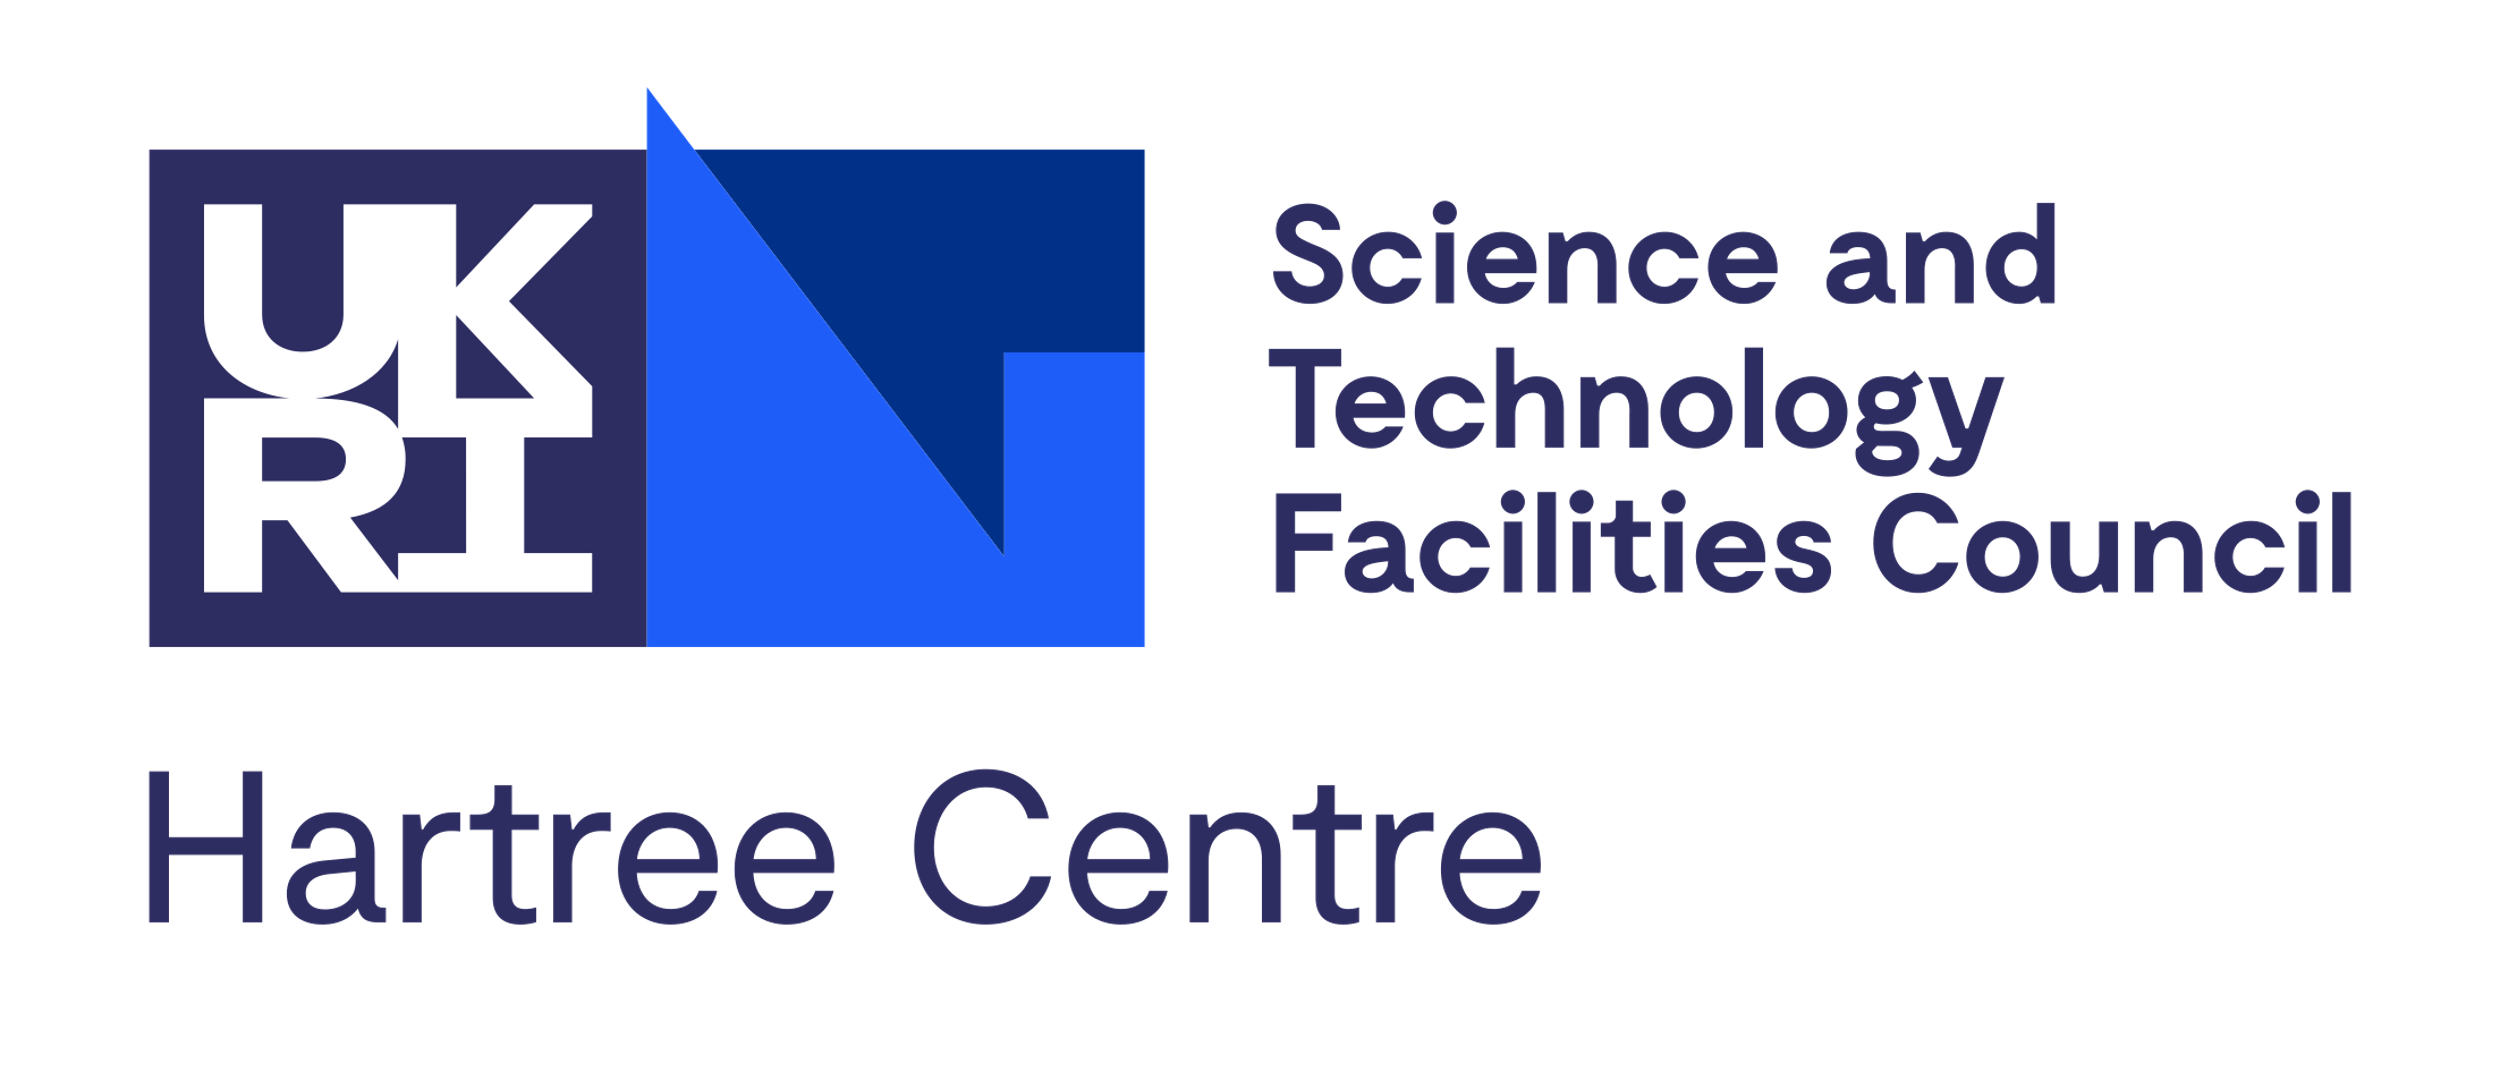 UK
RI
Science and
Technology
Facilities Council
Hartree Centre